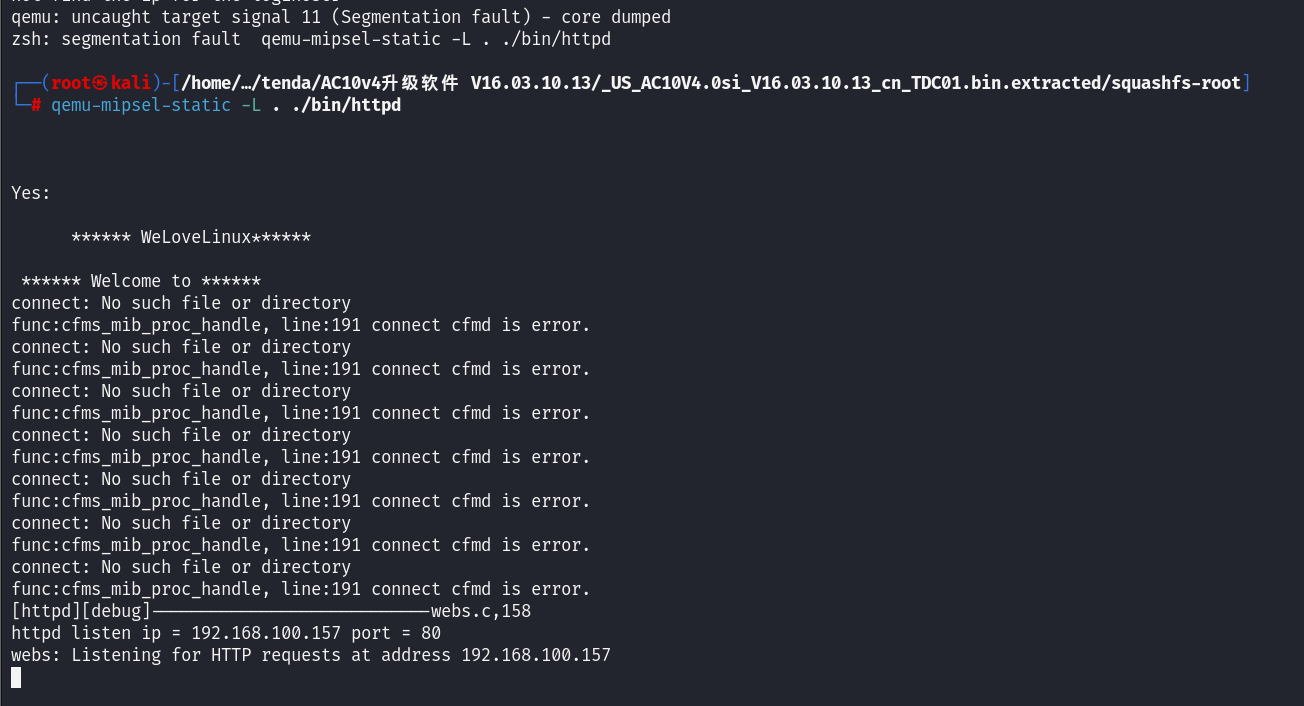 qemu: uncaught target signal 11 (Segmentation fault) - core dumped
zsh: segmentation fault  qemu-mipsel-static -L . ./bin/httpd
┌──(root㉿kali)-[/home/…/tenda/AC10v4升级软件 V16.03.10.13/_US_AC10V4.0si_V16.03.10.13_cn_TDC01.bin.extracted/squashfs-root]
└─# qemu-mipsel-static -L . ./bin/httpd
Yes:
****** WeLoveLinux******
****** Welcome to ******
connect: No such file or directory
func:cfms_mib_proc_handle, line:191 connect cfmd is error.
connect: No such file or directory
func:cfms_mib_proc_handle, line:191 connect cfmd is error.
connect: No such file or directory
func:cfms_mib_proc_handle, line:191 connect cfmd is error.
connect: No such file or directory
func:cfms_mib_proc_handle, line:191 connect cfmd is error.
connect: No such file or directory
func:cfms_mib_proc_handle, line:191 connect cfmd is error.
connect: No such file or directory
func:cfms_mib_proc_handle, line:191 connect cfmd is error.
connect: No such file or directory
func:cfms_mib_proc_handle, line:191 connect cfmd is error.
[httpd][debug]----------------------------webs.c,158
httpd listen ip = 192.168.100.157 port = 80
webs: Listening for HTTP requests at address 192.168.100.157